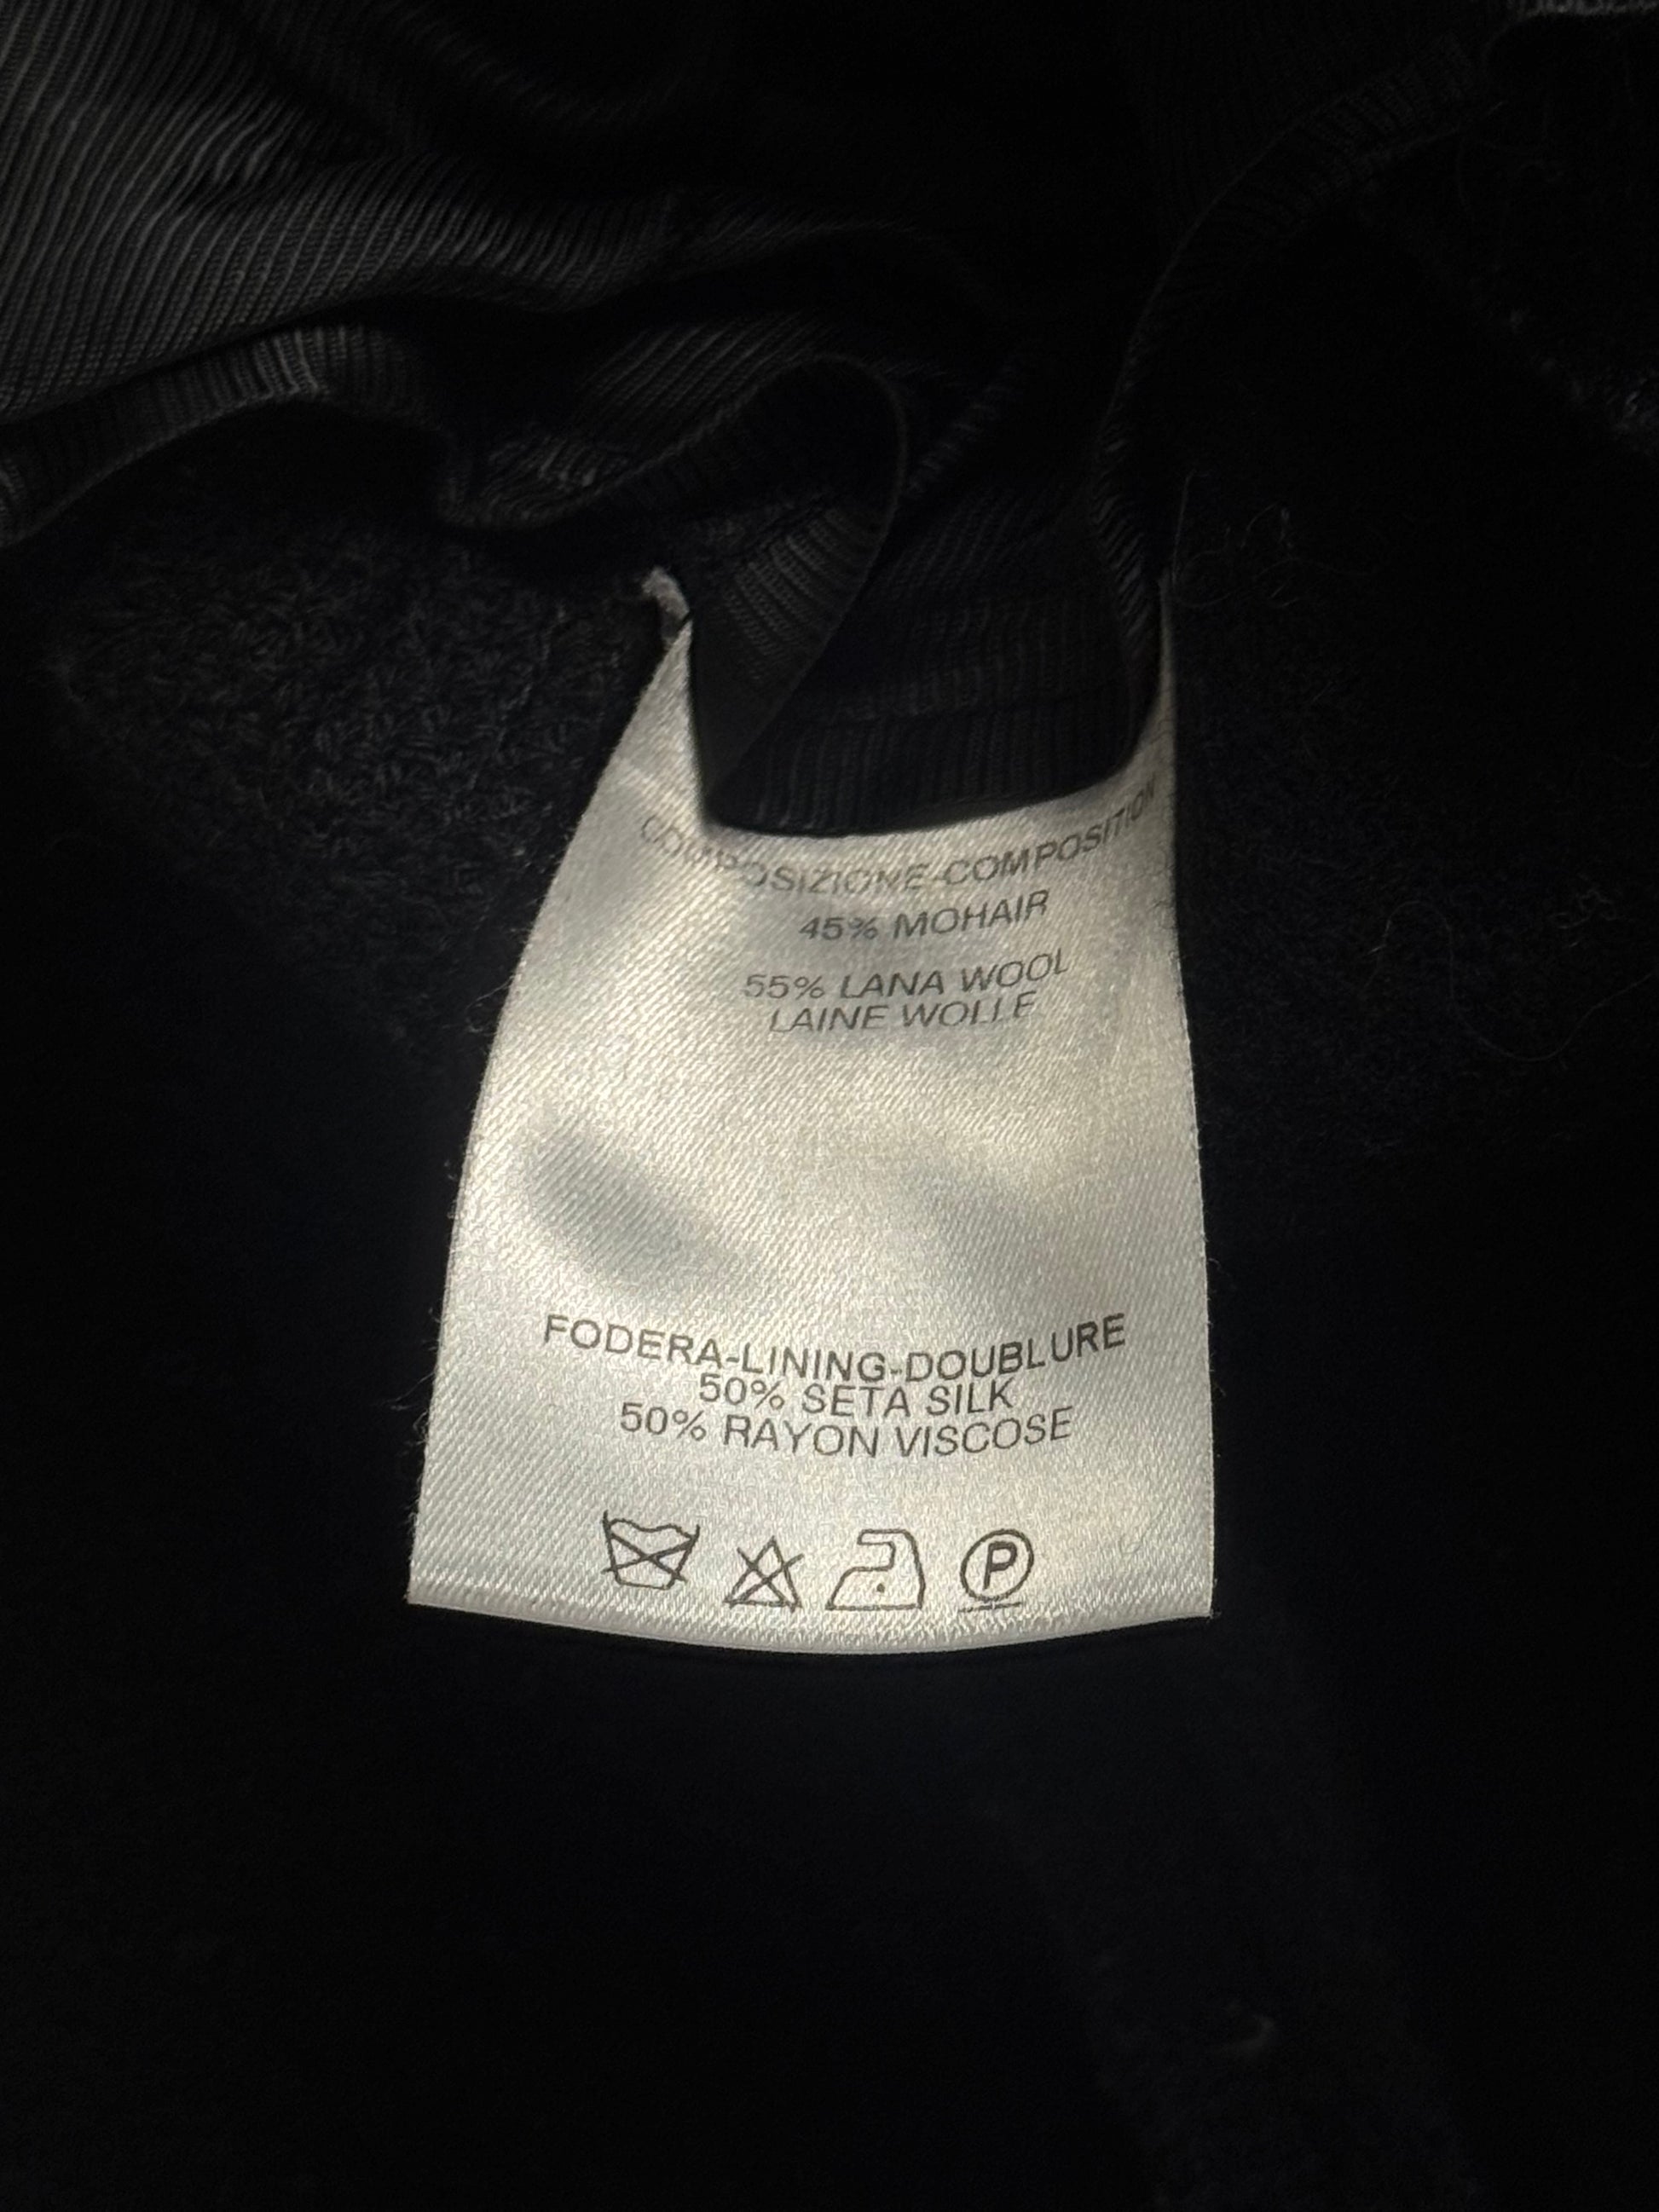 COMPOSIZIONE-COMPOSITION
45% MOHAIR
55% LANA WOOL
LAINE WOLLE
FODERA-LINING-DOUBLURE
50% SETA SILK
50% RAYON VISCOSE
P